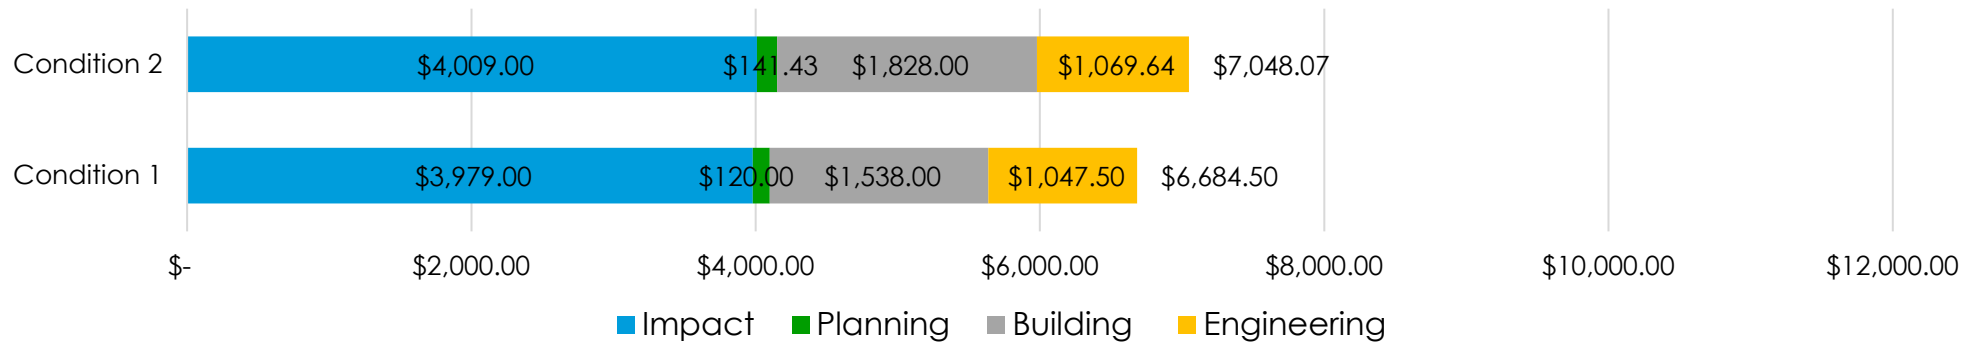 Condition 2 $4,009.00 $141.43 $1,828.00 $1,069.64 $7,048.07
Condition 1 $3,979.00 $120.00 $1,538.00 $1,047.50 $6,684.50
$- $2,000.00 $4,000.00 $6,000.00 $8,000.00 $10,000.00 $12,000.00
Impact Planning Building Engineering